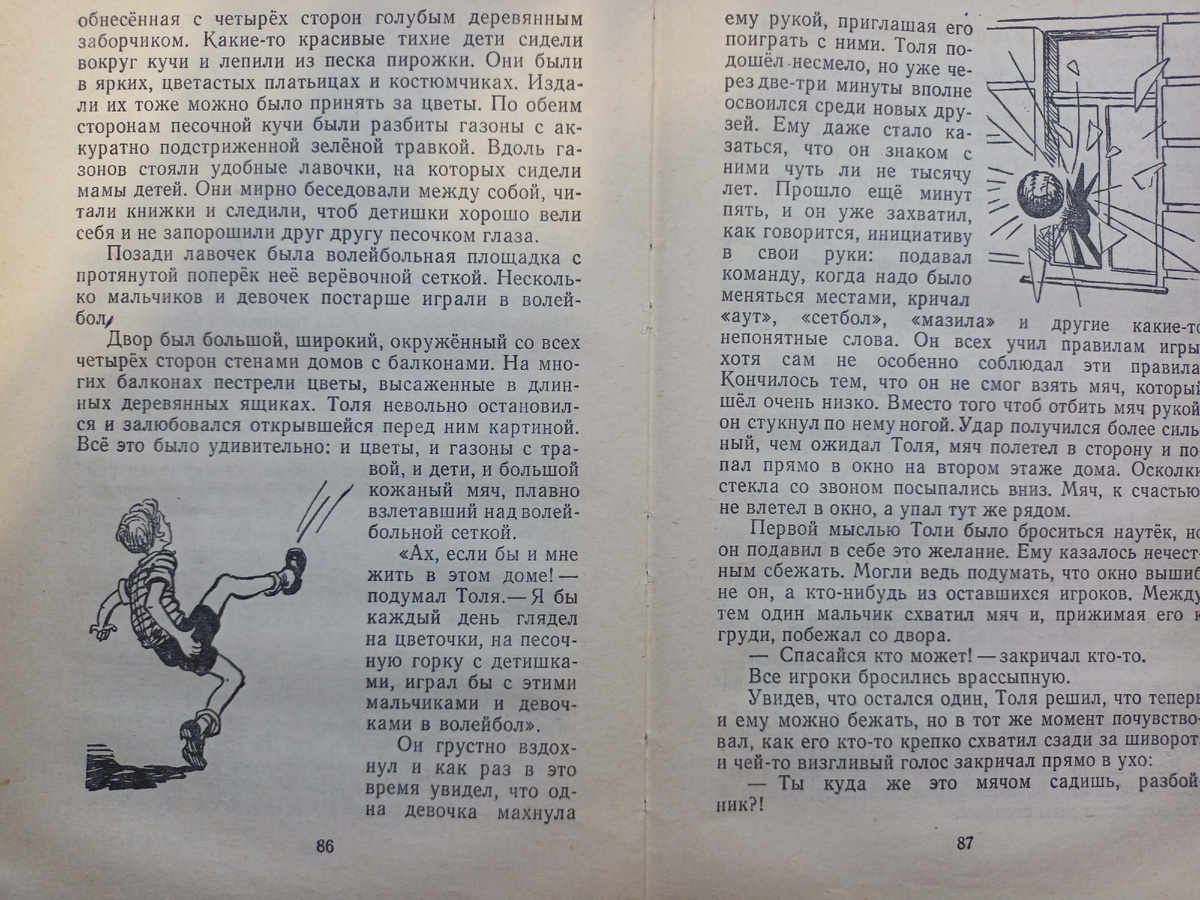 обнесённая с четырёх сторон голубым деревянным
заборчиком. Какие-то красивые тихие дети сидели
вокруг кучи и лепили из песка пирожки. Они были
в ярких, цветастых платьицах и костюмчиках. Изда-
ли их тоже можно было принять за цветы. По обеим
сторонам песочной кучи были разбиты газоны с ак-
куратно подстриженной зелёной травкой. Вдоль га-
зонов стояли удобные лавочки, на которых сидели
мамы детей. Они мирно беседовали между собой, чи-
тали книжки и следили, чтоб детишки хорошо вели
себя и не запорошили друг другу песочком глаза.
Позади лавочек была волейбольная площадка с
протянутой поперёк неё верёвочной сеткой. Несколь-
ко мальчиков и девочек постарше играли в волей-
бол,
Двор был большой, широкий, окружённый со всех
четырёх сторон стенами домов с балконами. На мно-
гих балконах пестрели цветы, высаженные в длин-
ных деревянных ящиках. Толя невольно остановил-
ся и залюбовался открывшейся перед ним картиной.
Всё это было удивительно: и цветы, и газоны с тра-
вой, и дети, и большой
кожаный мяч, плавно
взлетавший над волей-
больной сеткой.
«Ах, если бы и мне
жить в этом доме! —
подумал Толя.— Я бы
каждый день глядел
на цветочки, на песоч-
ную горку с детишка-
ми, играл бы с этими
мальчиками и девоч-
ками в волейбол».
Он грустно вздох-
нул и как раз в это
время увидел, что од-
на девочка махнула
86
ему рукой, приглашая его
поиграть с ними. Толя по-
дошёл несмело, но уже че-
рез две-три минуты вполне
освоился среди новых дру-
зей. Ему даже стало ка-
заться, что он знаком с
ними чуть ли не тысячу
лет. Прошло ещё минут
пять, и он уже захватил,
как говорится, инициативу
в свои руки: подавал
команду, когда надо было
меняться местами, кричал
«аут», «сетбол», «мазила» и другие какие-то
непонятные слова. Он всех учил правилам игры
хотя сам не особенно соблюдал эти правила
Кончилось тем, что он не смог взять мяч, который
шёл очень низко. Вместо того чтоб отбить мяч рукой
он стукнул по нему ногой. Удар получился более силь-
ный, чем ожидал Толя, мяч полетел в сторону и по-
пал прямо в окно на втором этаже дома. Осколки
стекла со звоном посыпались вниз. Мяч, к счастью
не влетел в окно, а упал тут же рядом.
Первой мыслью Толи было броситься наутёк, но
он подавил в себе это желание. Ему казалось нечест-
ным сбежать. Могли ведь подумать, что окно вышиб
не он, а кто-нибудь из оставшихся игроков. Между
тем один мальчик схватил мяч и, прижимая его к
груди, побежал со двора.
— Спасайся кто может! — закричал кто-то.
Все игроки бросились врассыпную.
Увидев, что остался один, Толя решил, что теперь
и ему можно бежать, но в тот же момент почувство-
вал, как его кто-то крепко схватил сзади за шиворот
и чей-то визгливый голос закричал прямо в ухо:
— Ты куда же это мячом садишь, разбой-
ник?!
87